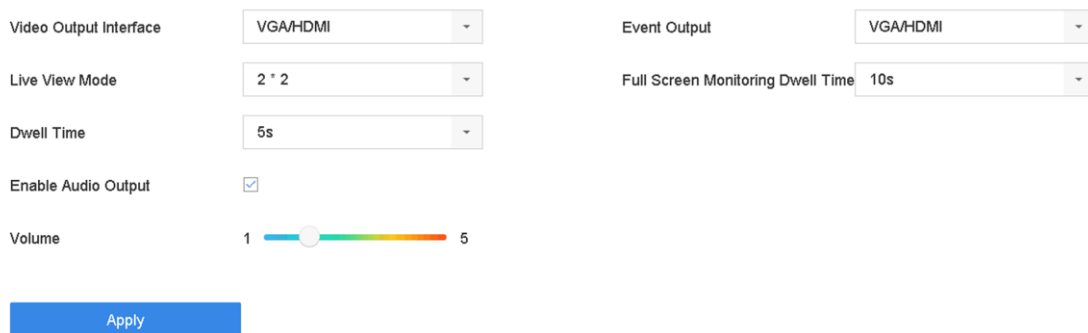 Video Output Interface VGA/HDMI Event Output VGA/HDMI
Live View Mode 2 * 2 Full Screen Monitoring Dwell Time 10s
Dwell Time 5s
Enable Audio Output
Volume 1 5
Apply